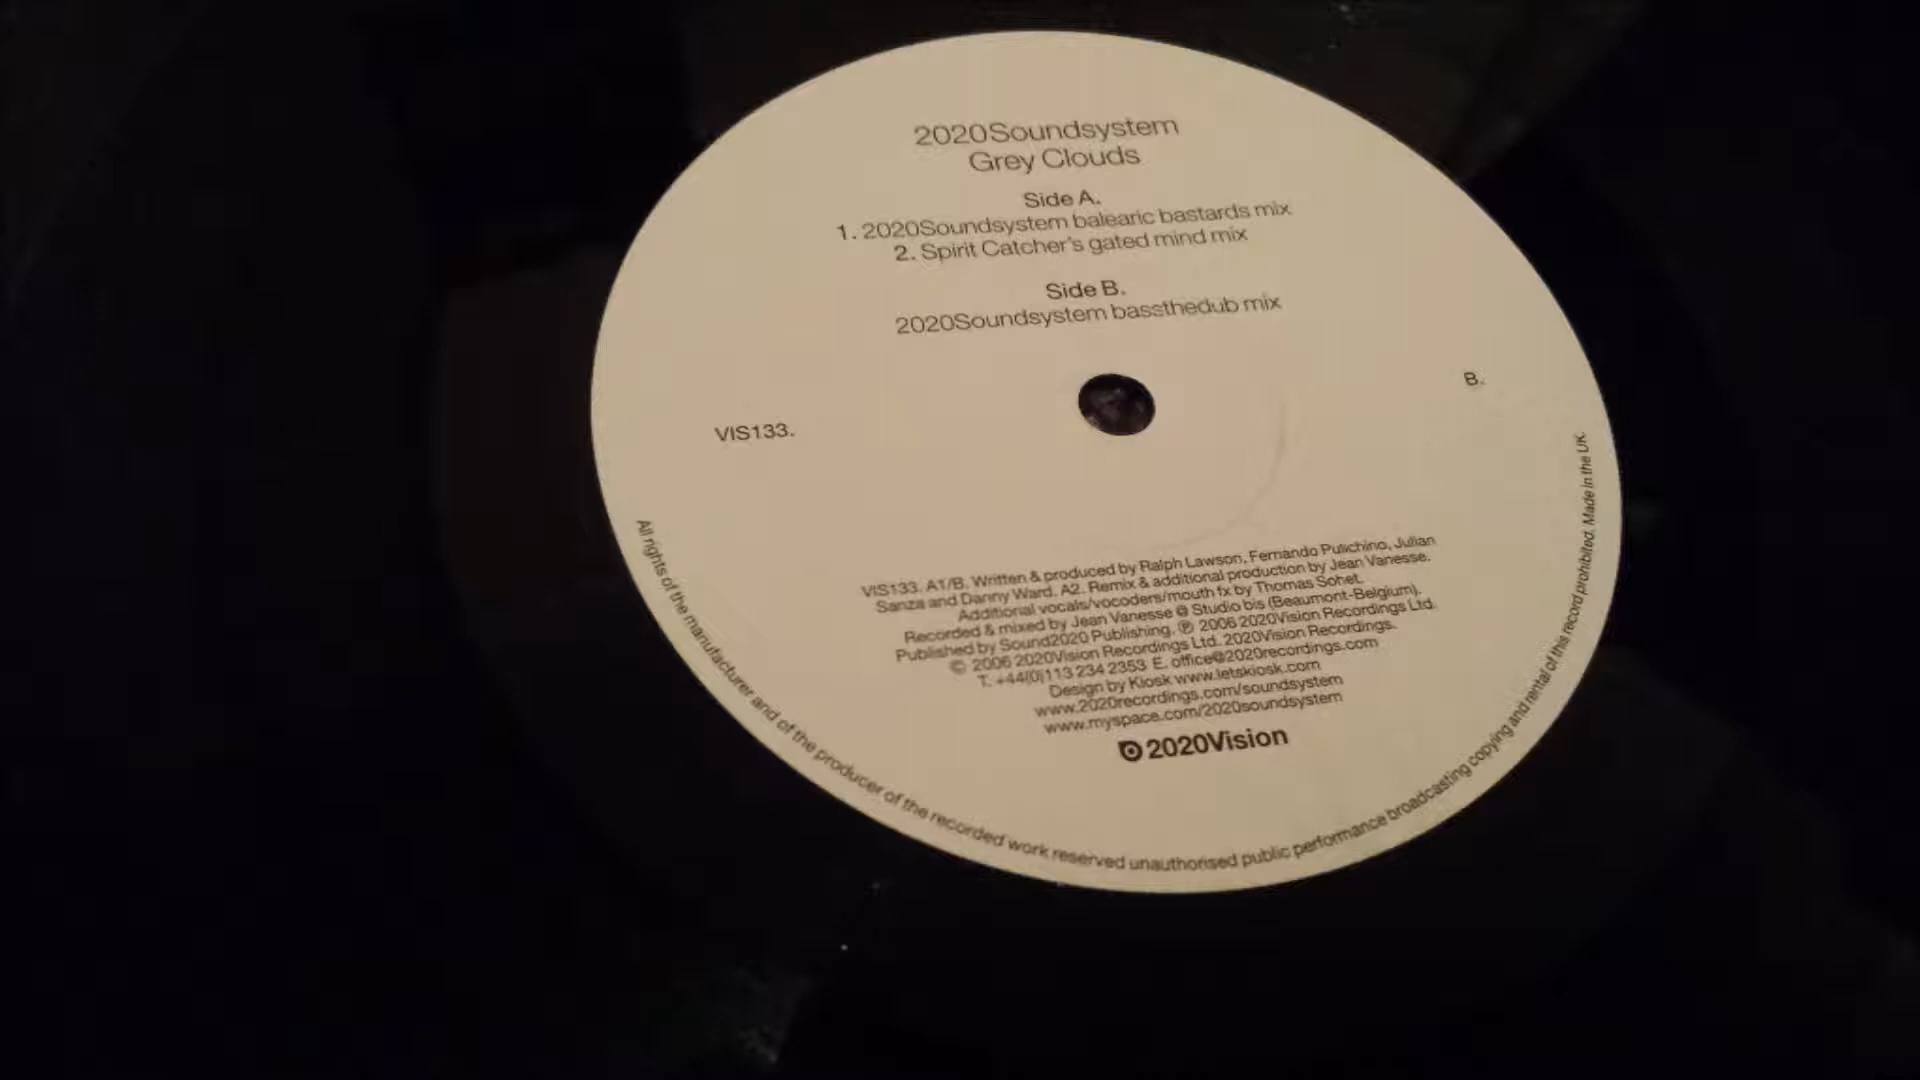 2020Soundsystem
Grey Clouds
Side A.
1. 2020Soundsystem balearic bastards mix
2. Spirit Catcher's gated mind mix
Side B.
2020Soundsystem bassthedub mix
B.
VIS133.
VIS133. A1/B. Written & produced by Ralph Lawson, Fernando Pulichino, Julian
Sanza and Danny Ward. A2. Remix & additional production by Jean Vanesse.
Additional vocals/vocoders/mouth fx by Thomas Sohet.
Recorded & mixed by Jean Vanesse @ Studio bis (Beaumont-Belgium).
Published by Sound2020 Publishing. ℗ 2006 2020Vision Recordings Ltd.
© 2006 2020Vision Recordings Ltd. 2020Vision Recordings.
T. +44(0)113 234 2353 E. office@2020recordings.com
Design by Kiosk www.letskiosk.com
www.2020recordings.com/soundsystem
www.myspace.com/2020soundsystem
2020Vision
All rights of the manufacturer and of the producer of the recorded work reserved unauthorised public performance broadcasting copying and rental of this record prohibited. Made in the UK.